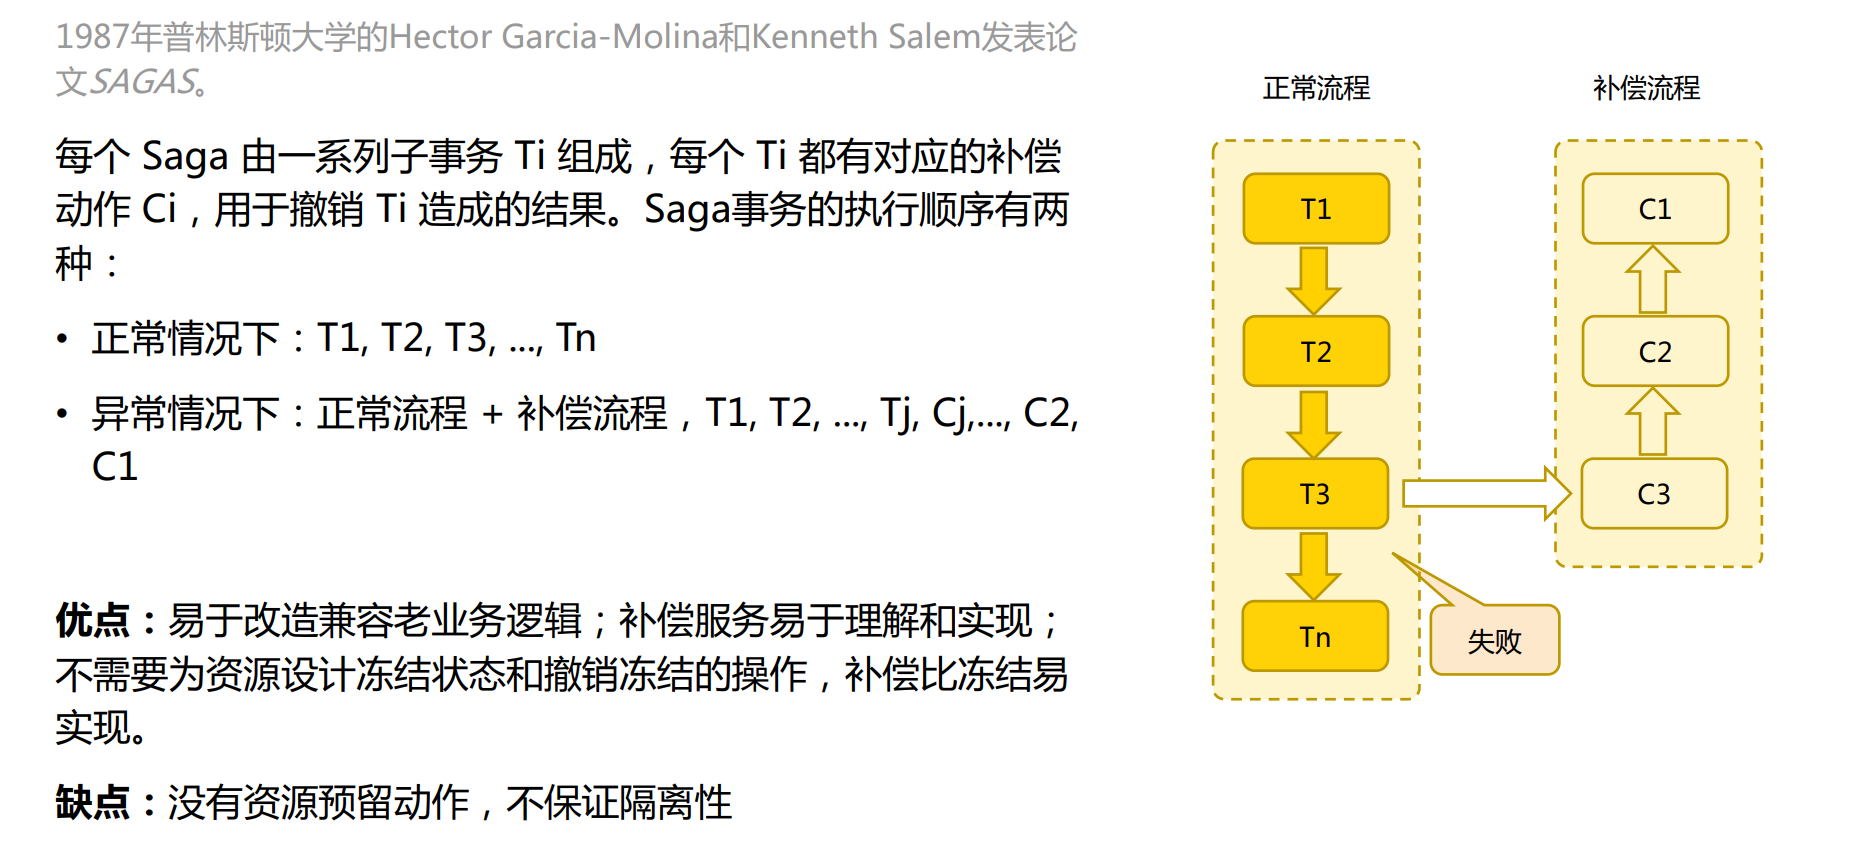 1987年普林斯顿大学的Hector Garcia-Molina和Kenneth Salem发表论
文SAGAS。
每个 Saga 由一系列子事务 Ti 组成，每个 Ti 都有对应的补偿
动作 Ci，用于撤销 Ti 造成的结果。Saga事务的执行顺序有两
种：
• 正常情况下：T1, T2, T3, ..., Tn
• 异常情况下：正常流程 + 补偿流程，T1, T2, ..., Tj, Cj,..., C2,
C1
优点：易于改造兼容老业务逻辑；补偿服务易于理解和实现；
不需要为资源设计冻结状态和撤销冻结的操作，补偿比冻结易
实现。
缺点：没有资源预留动作，不保证隔离性
正常流程
T1
T2
T3
Tn
失败
补偿流程
C1
C2
C3